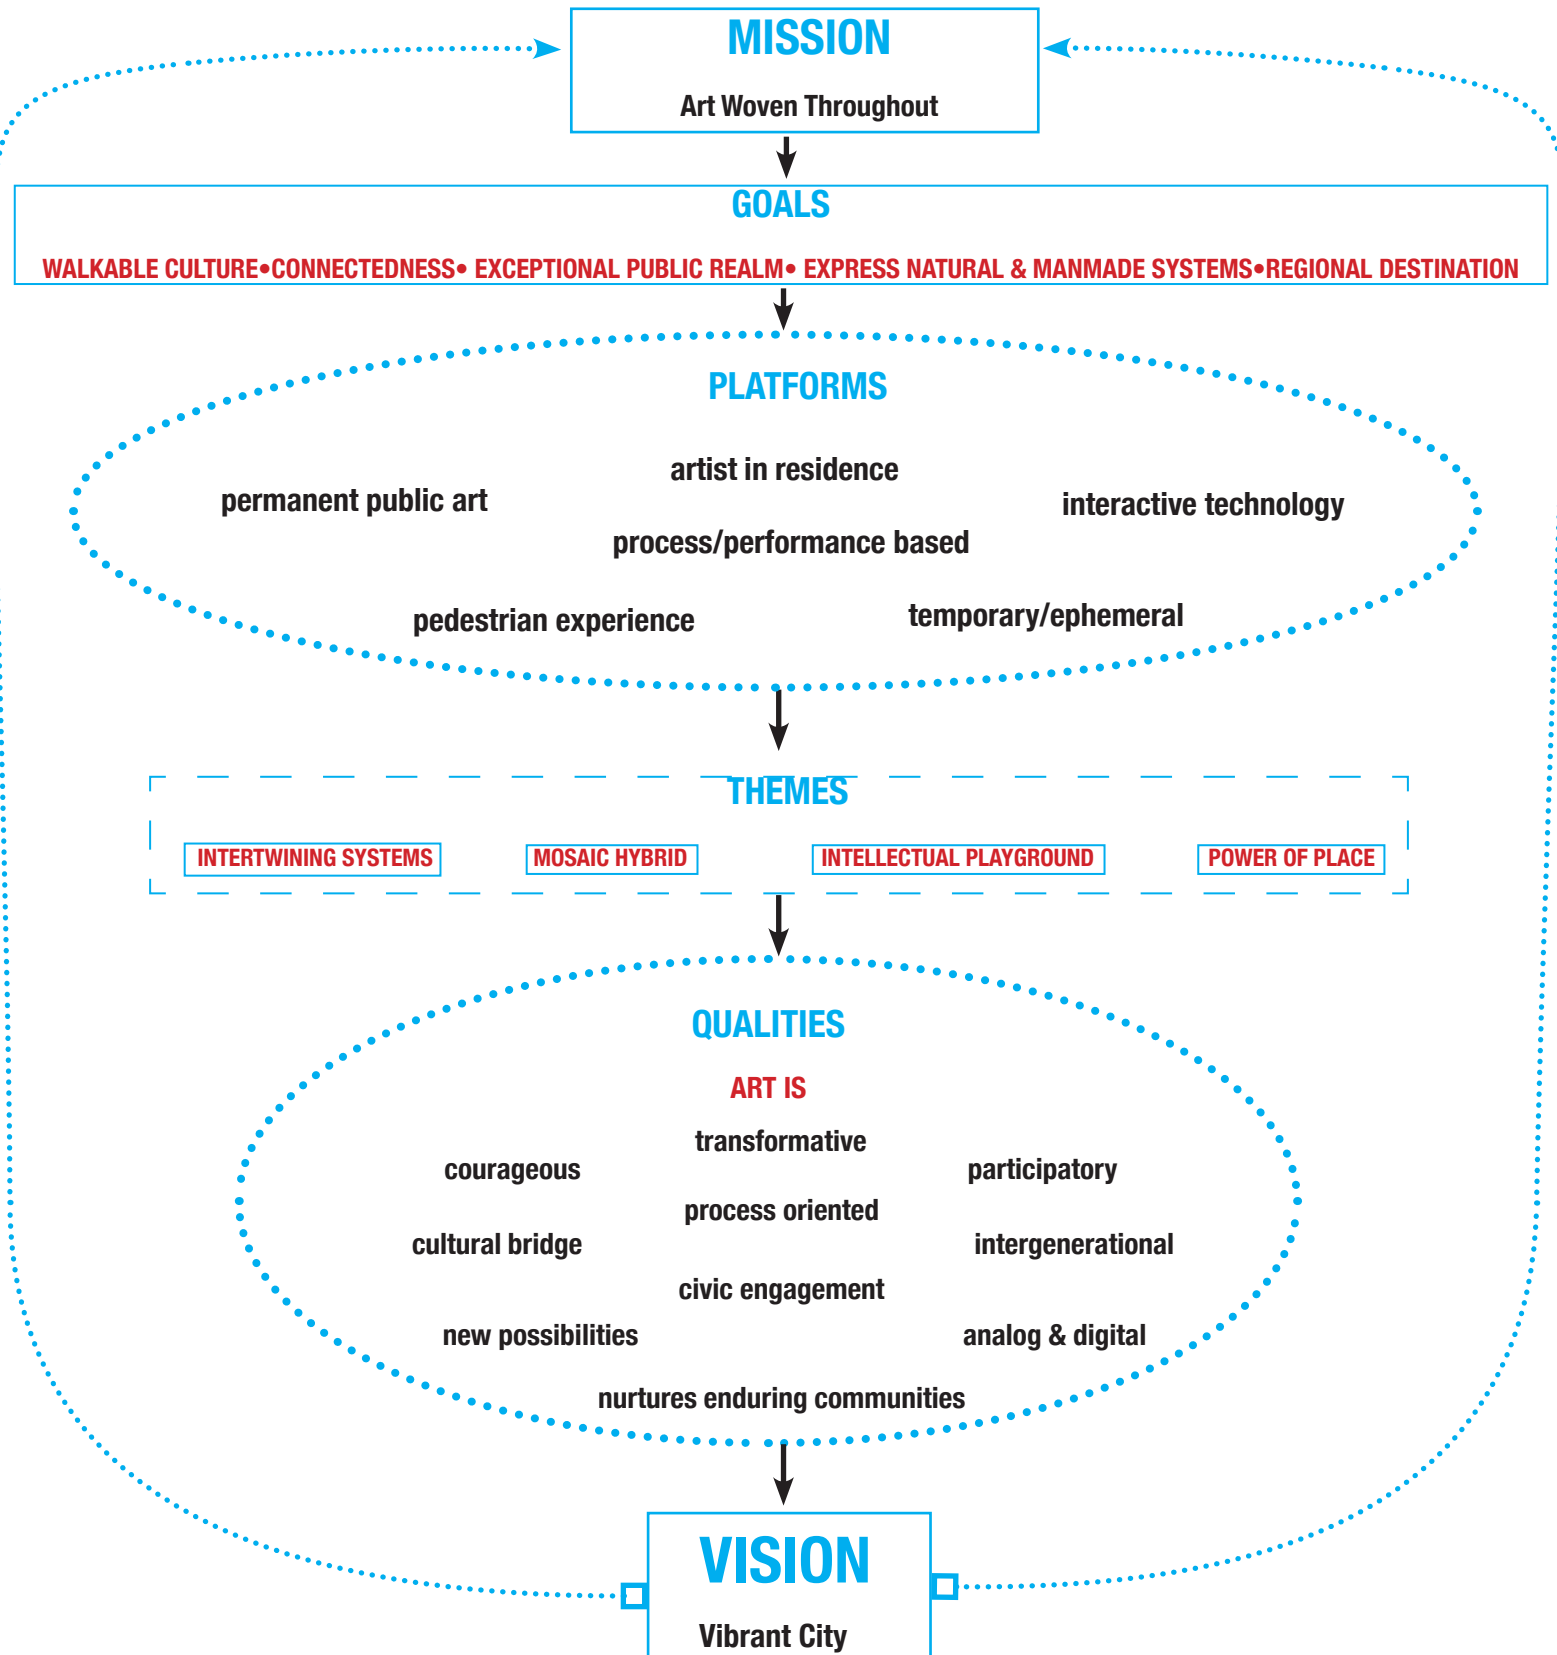 MISSION
Art Woven Throughout
GOALS
WALKABLE CULTURE•CONNECTEDNESS• EXCEPTIONAL PUBLIC REALM• EXPRESS NATURAL & MANMADE SYSTEMS•REGIONAL DESTINATION
PLATFORMS
artist in residence
permanent public art
interactive technology
process/performance based
pedestrian experience
temporary/ephemeral
THEMES
INTERTWINING SYSTEMS
MOSAIC HYBRID
INTELLECTUAL PLAYGROUND
POWER OF PLACE
QUALITIES
ART IS
transformative
courageous
participatory
process oriented
cultural bridge
intergenerational
civic engagement
new possibilities
analog & digital
nurtures enduring communities
VISION
Vibrant City